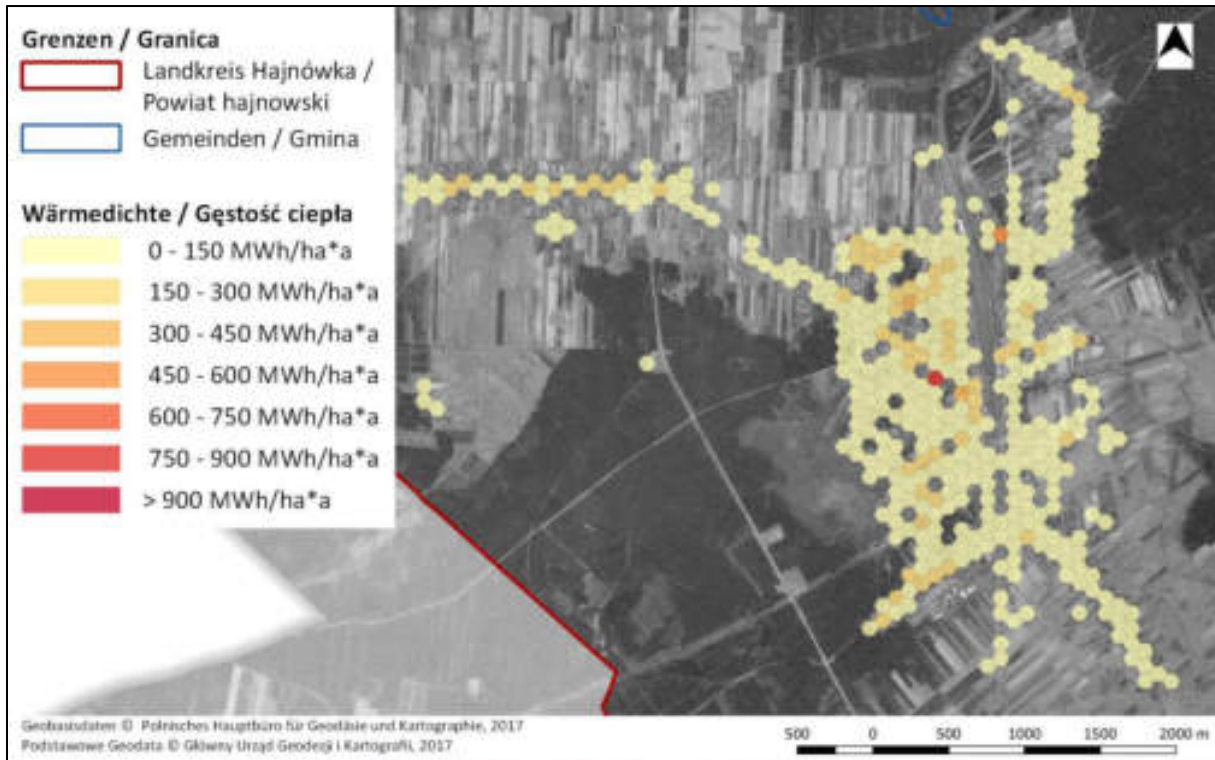 Grenzen / Granica
Landkreis Hajnówka /
Powiat hajnowski
Gemeinden / Gmina
Wärmedichte / Gęstość ciepła
0 - 150 MWh/ha*a
150 - 300 MWh/ha*a
300 - 450 MWh/ha*a
450 - 600 MWh/ha*a
600 - 750 MWh/ha*a
750 - 900 MWh/ha*a
> 900 MWh/ha*a
Geobasisdaten © Polnisches Hauptbüro für Geodäsie und Kartographie, 2017
Podstawowe Geodata © Główny Urząd Geodezji i Kartografii, 2017
500 0 500 1000 1500 2000 m